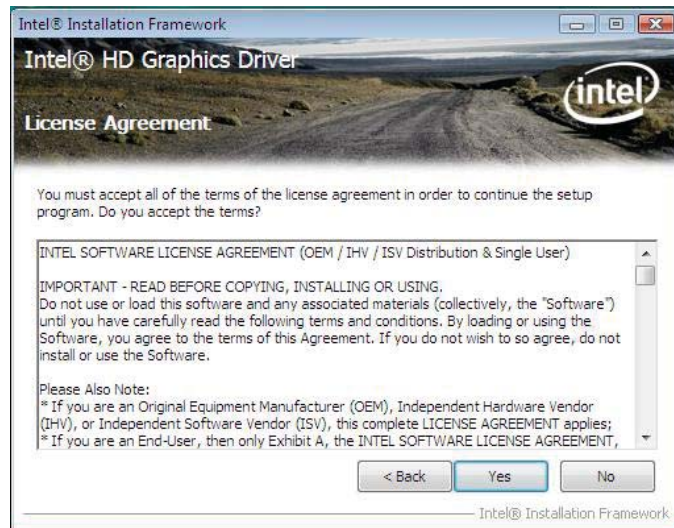 Intel® Installation Framework
Intel® HD Graphics Driver
intel
License Agreement
You must accept all of the terms of the license agreement in order to continue the setup
program. Do you accept the terms?
INTEL SOFTWARE LICENSE AGREEMENT (OEM / IHV / ISV Distribution & Single User)
IMPORTANT - READ BEFORE COPYING, INSTALLING OR USING.
Do not use or load this software and any associated materials (collectively, the "Software")
until you have carefully read the following terms and conditions. By loading or using the
Software, you agree to the terms of this Agreement. If you do not wish to so agree, do not
install or use the Software.
Please Also Note:
* If you are an Original Equipment Manufacturer (OEM), Independent Hardware Vendor
(IHV), or Independent Software Vendor (ISV), this complete LICENSE AGREEMENT applies;
* If you are an End-User, then only Exhibit A, the INTEL SOFTWARE LICENSE AGREEMENT,
< Back Yes No
Intel® Installation Framework